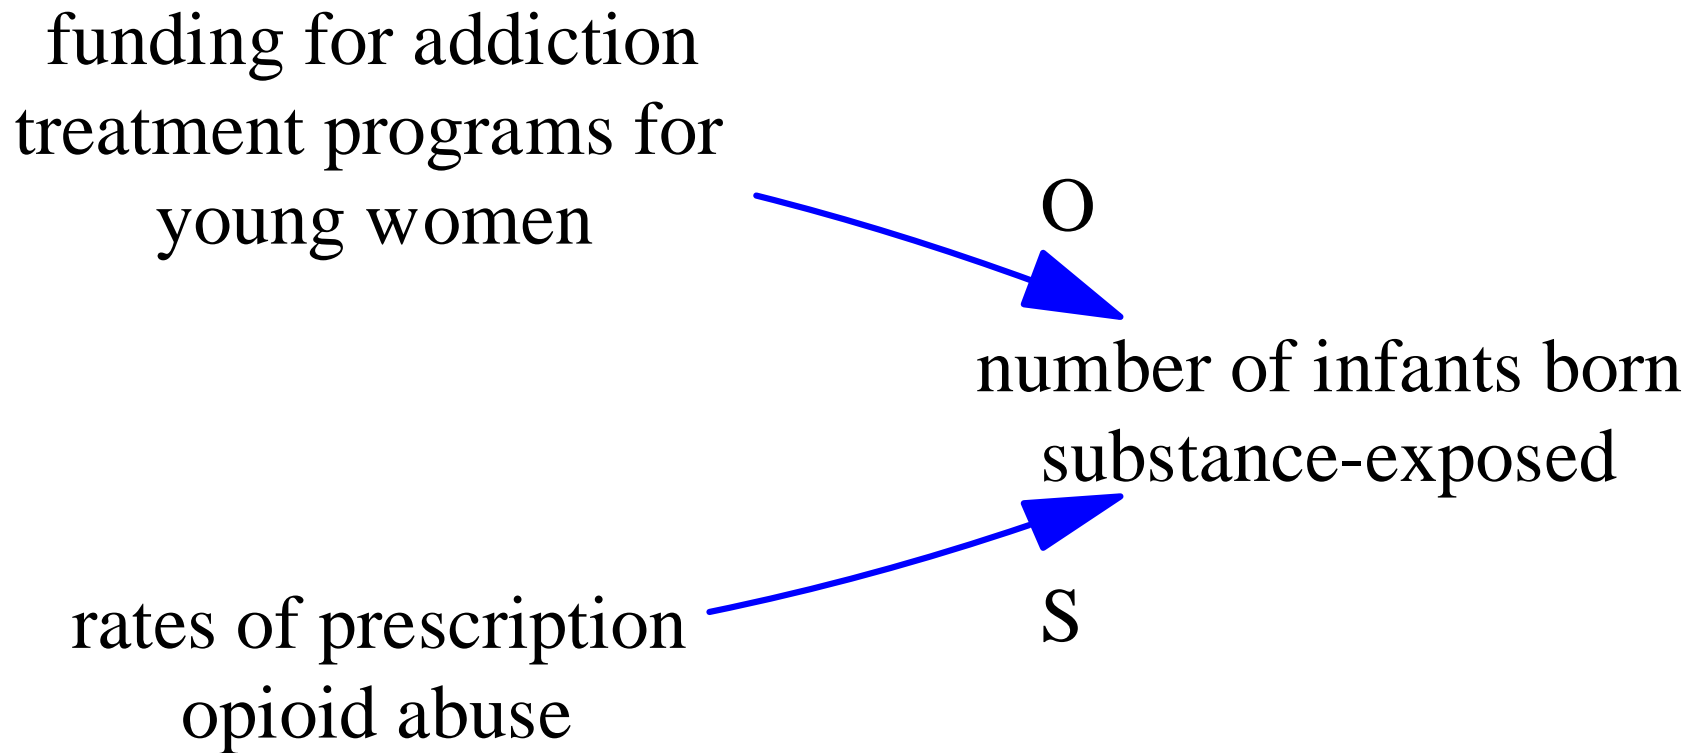 funding for addiction
treatment programs for
young women
O
number of infants born
substance-exposed
S
rates of prescription
opioid abuse